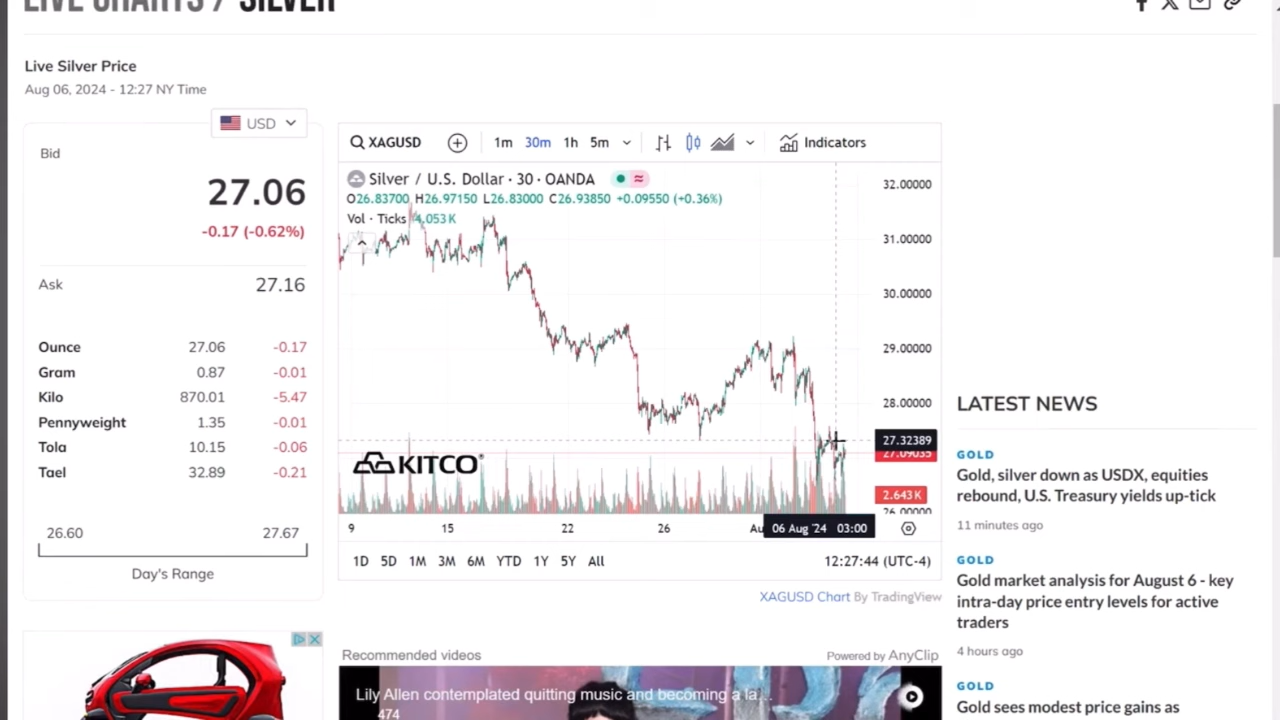 LIVE CHARTS / SILVER
Live Silver Price
Aug 06, 2024 - 12:27 NY Time
USD
Bid
27.06
-0.17 (-0.62%)
Ask 27.16
Ounce 27.06 -0.17
Gram 0.87 -0.01
Kilo 870.01 -5.47
Pennyweight 1.35 -0.01
Tola 10.15 -0.06
Tael 32.89 -0.21
26.60 27.67
Day's Range
XAGUSD 1m 30m 1h 5m Indicators
Silver / U.S. Dollar · 30 · OANDA
O26.83700 H26.97150 L26.83000 C26.93850 +0.09550 (+0.36%)
Vol · Ticks 4.053 K
32.00000
31.00000
30.00000
29.00000
28.00000
27.32389
27.09035
2.643 K
26.00000
KITCO®
9 15 22 26 Au 06 Aug '24 03:00
1D 5D 1M 3M 6M YTD 1Y 5Y All 12:27:44 (UTC-4)
XAGUSD Chart By TradingView
Recommended videos Powered by AnyClip
Lily Allen contemplated quitting music and becoming a la...
474
LATEST NEWS
GOLD
Gold, silver down as USDX, equities
rebound, U.S. Treasury yields up-tick
11 minutes ago
GOLD
Gold market analysis for August 6 - key
intra-day price entry levels for active
traders
4 hours ago
GOLD
Gold sees modest price gains as